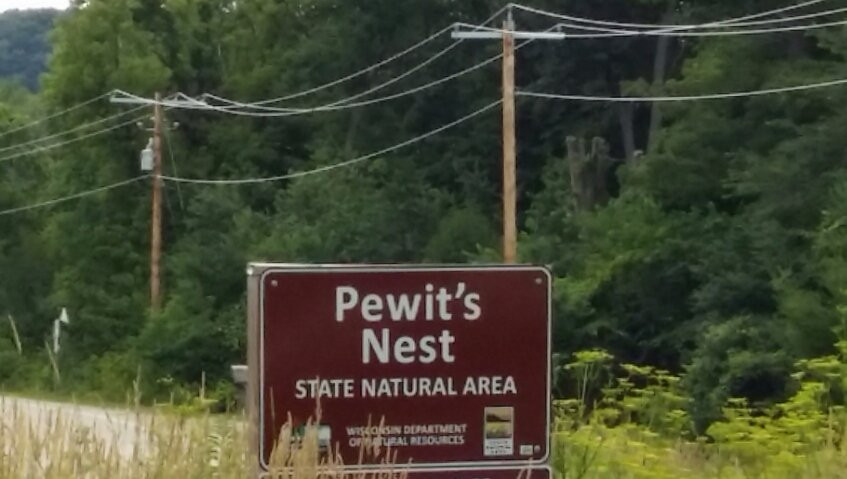 Pewit's
Nest
STATE NATURAL AREA
WISCONSIN DEPARTMENT
OF NATURAL RESOURCES